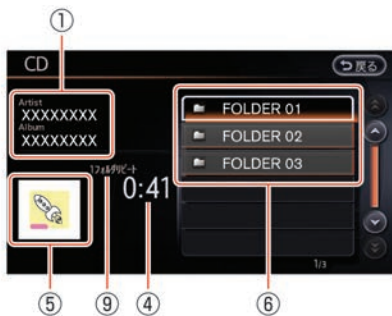 ①
CD
戻る
Artist
XXXXXXXX
Album
XXXXXXXX
FOLDER 01
FOLDER 02
FOLDER 03
1フォルダリピート
0:41
1/3
⑤
⑨
④
⑥